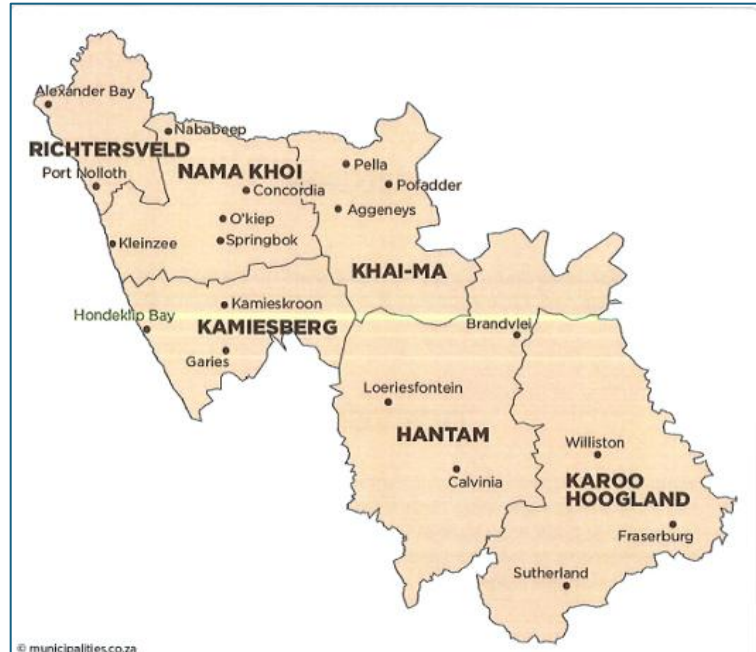 Alexander Bay
Nababeep
RICHTERSVELD
NAMA KHOI
Pella
Port Nolloth
Concordia
Pofadder
Aggeneys
O'kiep
Kleinzee
Springbok
KHAI-MA
Kamieskroon
Hondeklip Bay
KAMIESBERG
Brandvlei
Garies
Loeriesfontein
HANTAM
Williston
Calvinia
KAROO
HOOGLAND
Fraserburg
Sutherland
© municipalities.co.za